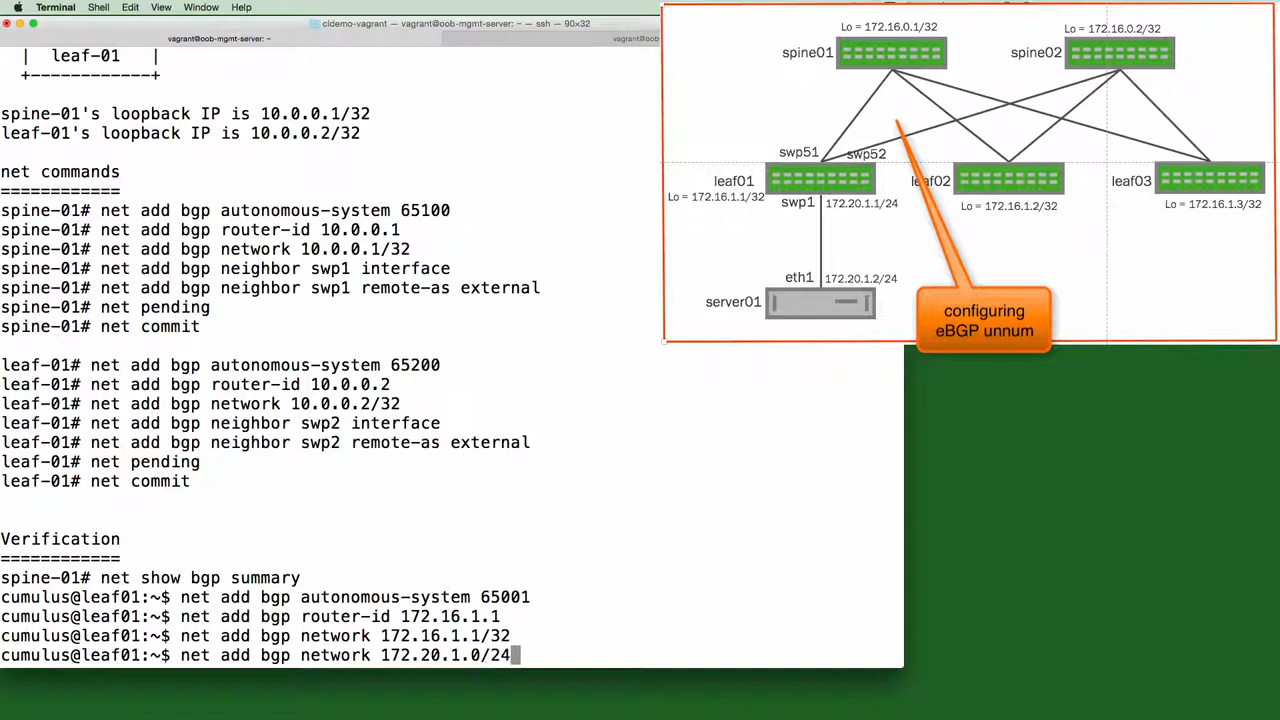 Terminal Shell Edit View Window Help
cldemo-vagrant — vagrant@oob-mgmt-server: ~ — ssh — 90×32
vagrant@oob-mgmt-server: ~
vagrant@oob-mgmt-server: ~
| leaf-01 |
+------------+
spine-01's loopback IP is 10.0.0.1/32
leaf-01's loopback IP is 10.0.0.2/32
net commands
============
spine-01# net add bgp autonomous-system 65100
spine-01# net add bgp router-id 10.0.0.1
spine-01# net add bgp network 10.0.0.1/32
spine-01# net add bgp neighbor swp1 interface
spine-01# net add bgp neighbor swp1 remote-as external
spine-01# net pending
spine-01# net commit
leaf-01# net add bgp autonomous-system 65200
leaf-01# net add bgp router-id 10.0.0.2
leaf-01# net add bgp network 10.0.0.2/32
leaf-01# net add bgp neighbor swp2 interface
leaf-01# net add bgp neighbor swp2 remote-as external
leaf-01# net pending
leaf-01# net commit
Verification
============
spine-01# net show bgp summary
cumulus@leaf01:~$ net add bgp autonomous-system 65001
cumulus@leaf01:~$ net add bgp router-id 172.16.1.1
cumulus@leaf01:~$ net add bgp network 172.16.1.1/32
cumulus@leaf01:~$ net add bgp network 172.20.1.0/24
Lo = 172.16.0.1/32
Lo = 172.16.0.2/32
spine01
spine02
swp51
swp52
leaf01
leaf02
leaf03
Lo = 172.16.1.1/32
swp1
172.20.1.1/24
Lo = 172.16.1.2/32
Lo = 172.16.1.3/32
eth1
172.20.1.2/24
server01
configuring
eBGP unnum